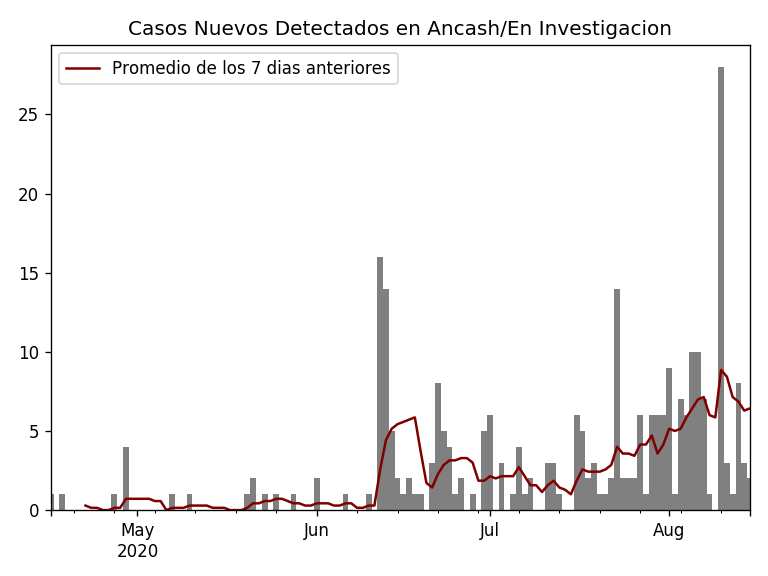 Casos Nuevos Detectados en Ancash/En Investigacion
Promedio de los 7 dias anteriores
25
20
15
10
5
0
May Jun Jul Aug
2020